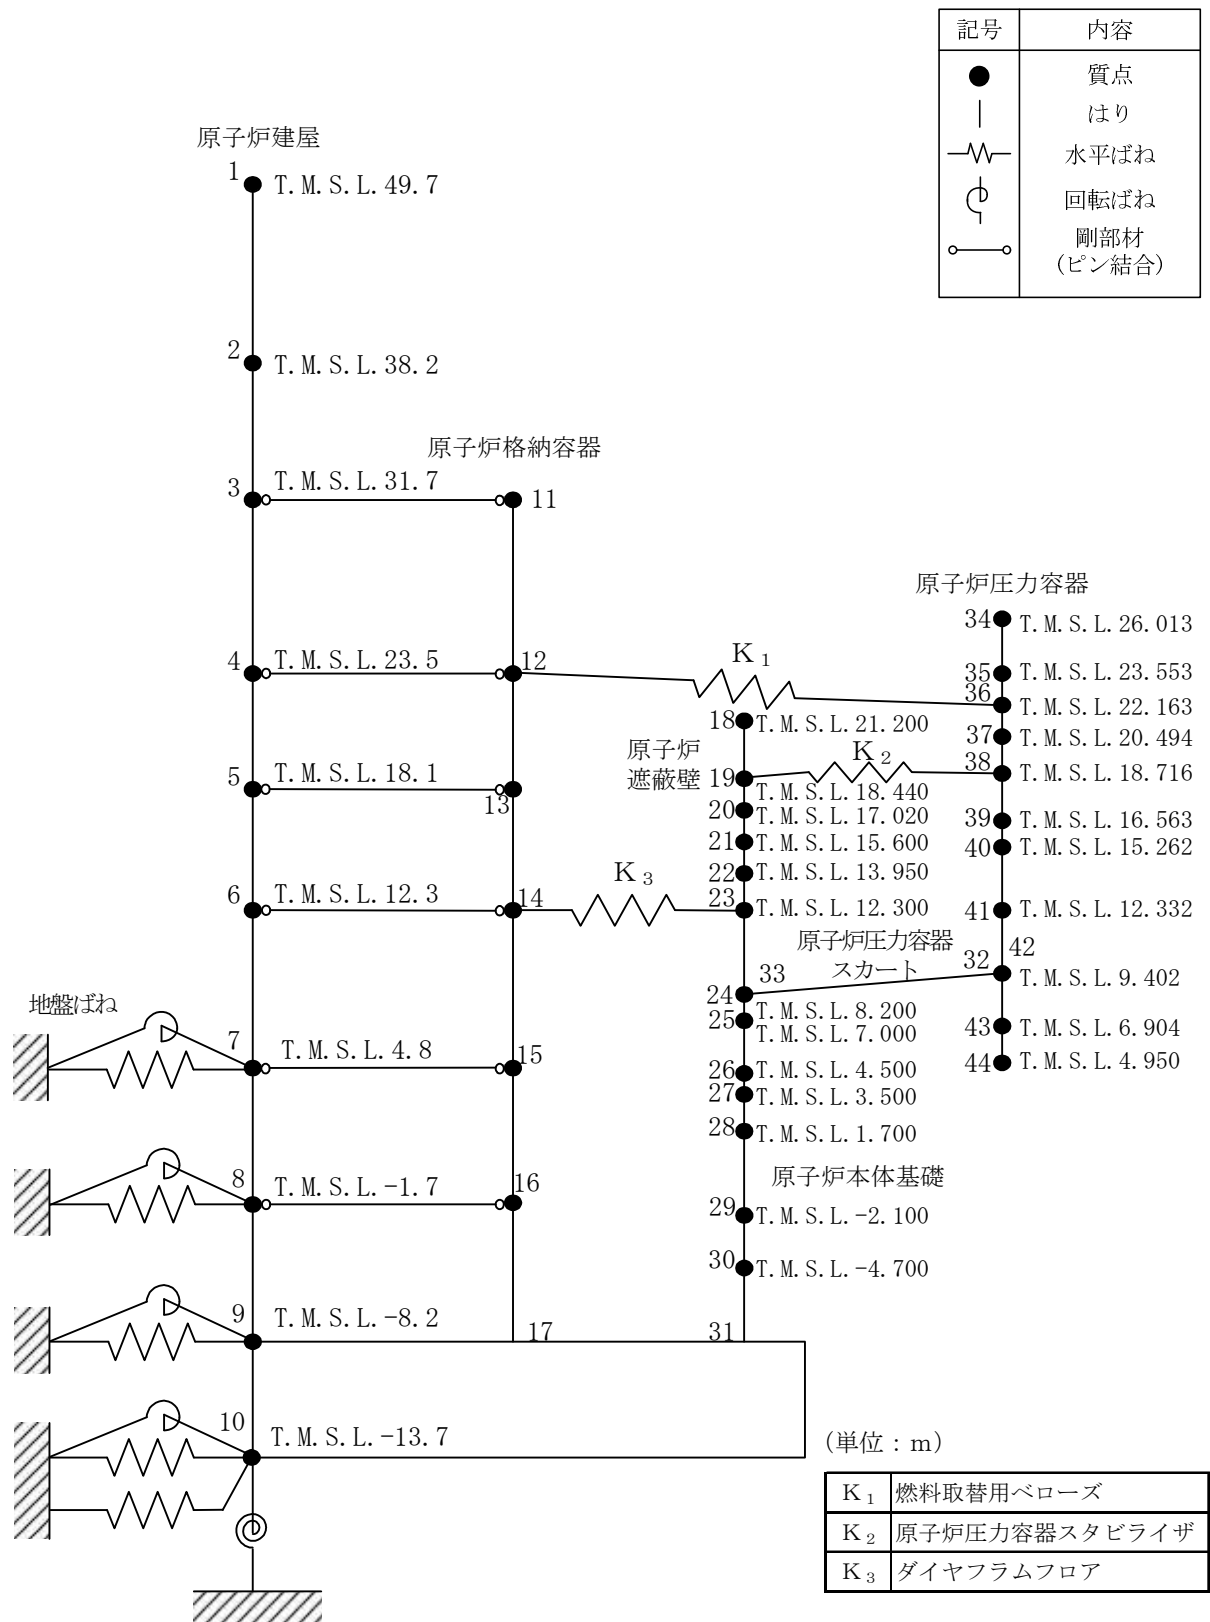 記号 内容
質点
はり
水平ばね
回転ばね
剛部材
(ピン結合)
原子炉建屋
1 T.M.S.L.49.7
2 T.M.S.L.38.2
原子炉格納容器
3 T.M.S.L.31.7 11
原子炉圧力容器
34 T.M.S.L.26.013
4 T.M.S.L.23.5 12
K₁
35 T.M.S.L.23.553
36 T.M.S.L.22.163
18 T.M.S.L.21.200
37 T.M.S.L.20.494
原子炉
遮蔽壁
K₂
5 T.M.S.L.18.1 13
19 T.M.S.L.18.440
38 T.M.S.L.18.716
20 T.M.S.L.17.020
39 T.M.S.L.16.563
21 T.M.S.L.15.600
40 T.M.S.L.15.262
22 T.M.S.L.13.950
K₃
6 T.M.S.L.12.3 14
23 T.M.S.L.12.300
41 T.M.S.L.12.332
原子炉圧力容器
スカート
33 32 42
T.M.S.L.9.402
24 T.M.S.L.8.200
25 T.M.S.L.7.000
43 T.M.S.L.6.904
地盤ばね
7 T.M.S.L.4.8 15
26 T.M.S.L.4.500
44 T.M.S.L.4.950
27 T.M.S.L.3.500
28 T.M.S.L.1.700
原子炉本体基礎
8 T.M.S.L.-1.7 16
29 T.M.S.L.-2.100
30 T.M.S.L.-4.700
9 T.M.S.L.-8.2 17 31
10 T.M.S.L.-13.7
(単位:m)
K₁ 燃料取替用ベローズ
K₂ 原子炉圧力容器スタビライザ
K₃ ダイヤフラムフロア